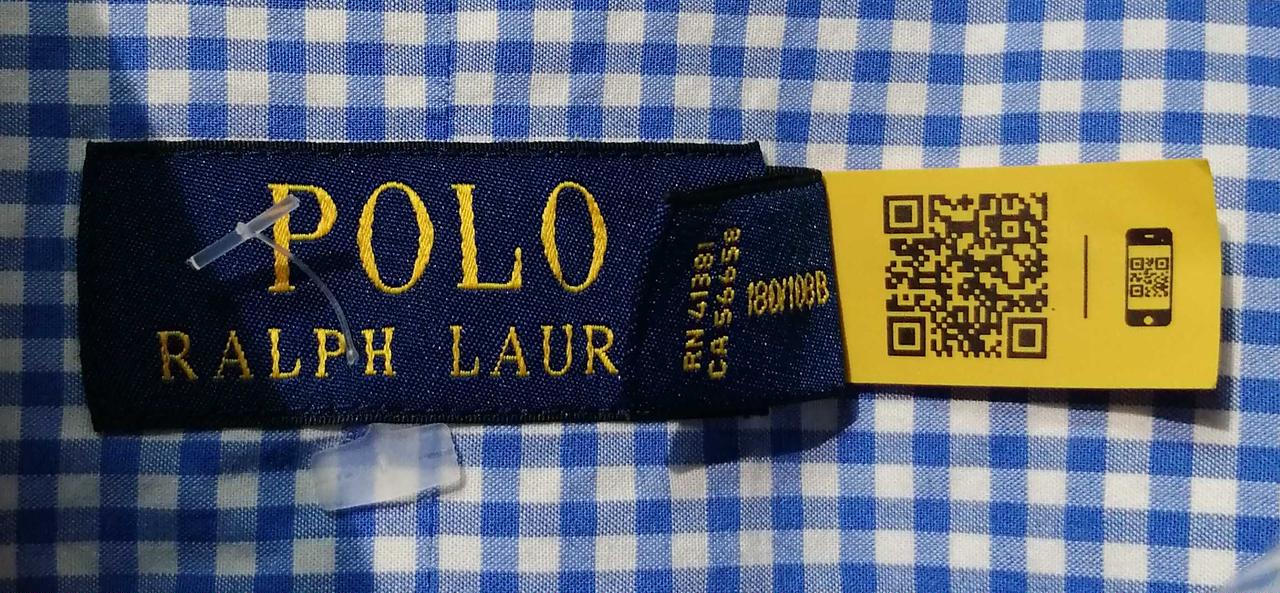 POLO
RALPH LAUR
RN 41381
CA 56658
180/108B